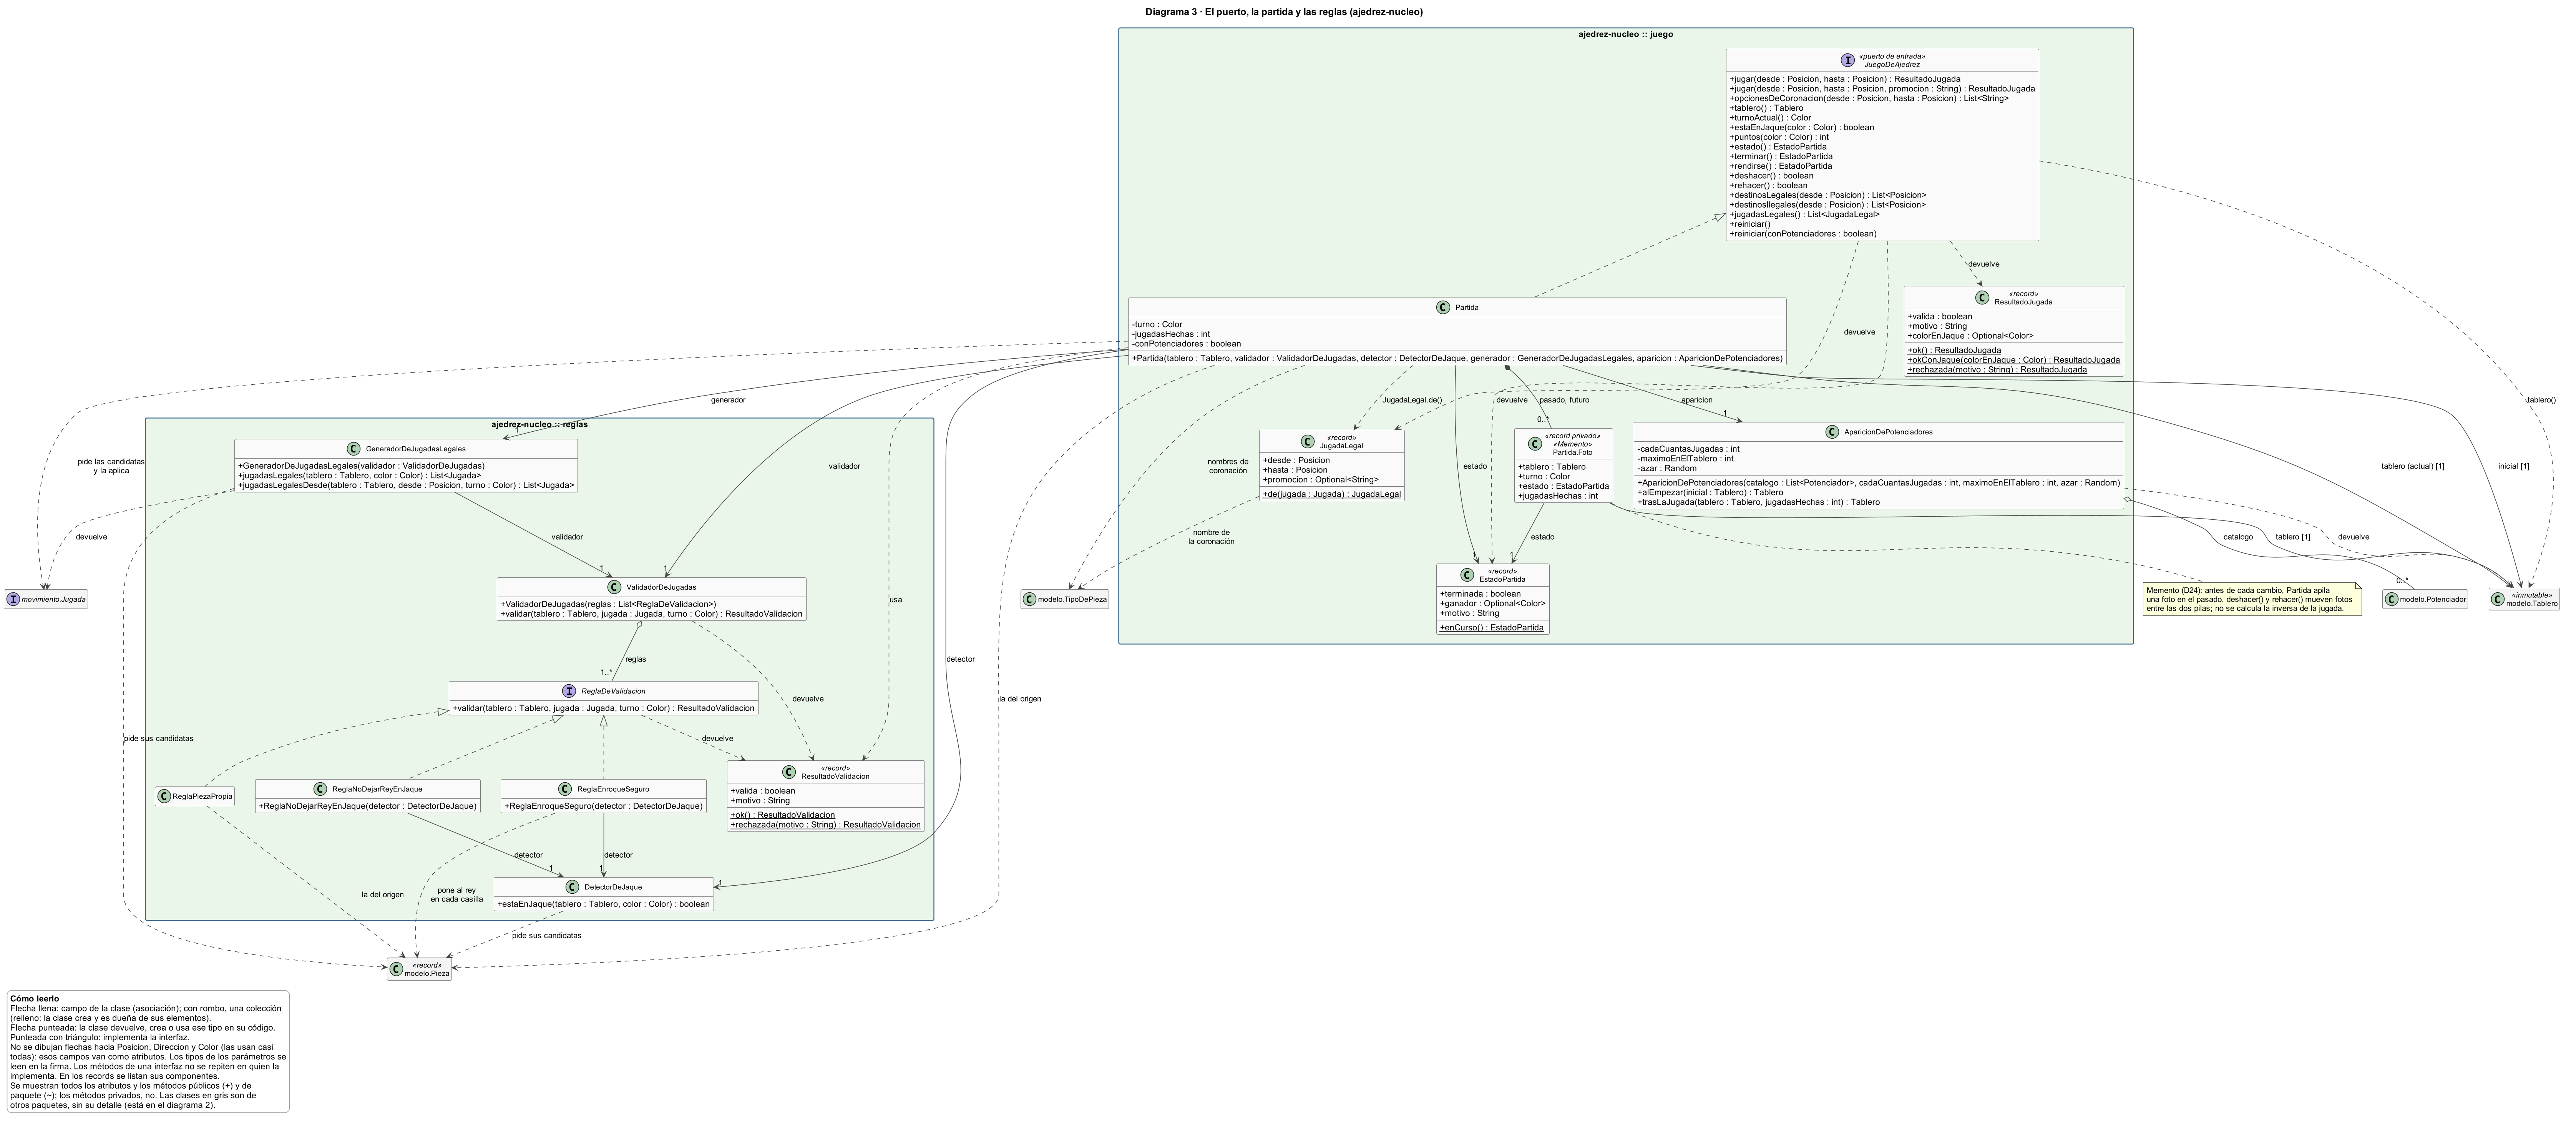 Diagrama 3 · El puerto, la partida y las reglas (ajedrez-nucleo)
ajedrez-nucleo :: juego
«puerto de entrada»
JuegoDeAjedrez
+jugar(desde : Posicion, hasta : Posicion) : ResultadoJugada
+jugar(desde : Posicion, hasta : Posicion, promocion : String) : ResultadoJugada
+opcionesDeCoronacion(desde : Posicion, hasta : Posicion) : List<String>
+tablero() : Tablero
+turnoActual() : Color
+estaEnJaque(color : Color) : boolean
+puntos(color : Color) : int
+estado() : EstadoPartida
+terminar() : EstadoPartida
+rendirse() : EstadoPartida
+deshacer() : boolean
+rehacer() : boolean
+destinosLegales(desde : Posicion) : List<Posicion>
+destinosIlegales(desde : Posicion) : List<Posicion>
+jugadasLegales() : List<JugadaLegal>
+reiniciar()
+reiniciar(conPotenciadores : boolean)
devuelve
Partida
-turno : Color
-jugadasHechas : int
-conPotenciadores : boolean
+Partida(tablero : Tablero, validador : ValidadorDeJugadas, detector : DetectorDeJaque, generador : GeneradorDeJugadasLegales, aparicion : AparicionDePotenciadores)
«record»
ResultadoJugada
+valida : boolean
+motivo : String
+colorEnJaque : Optional<Color>
+ok() : ResultadoJugada
+okConJaque(colorEnJaque : Color) : ResultadoJugada
+rechazada(motivo : String) : ResultadoJugada
devuelve
generador
JugadaLegal.de()
devuelve
pasado, futuro
aparicion
tablero()
0..*
1
ajedrez-nucleo :: reglas
1
GeneradorDeJugadasLegales
+GeneradorDeJugadasLegales(validador : ValidadorDeJugadas)
+jugadasLegales(tablero : Tablero, color : Color) : List<Jugada>
+jugadasLegalesDesde(tablero : Tablero, desde : Posicion, turno : Color) : List<Jugada>
pide las candidatas
y la aplica
validador
nombres de
coronación
«record»
JugadaLegal
+desde : Posicion
+hasta : Posicion
+promocion : Optional<String>
+de(jugada : Jugada) : JugadaLegal
estado
«record privado»
«Memento»
Partida.Foto
+tablero : Tablero
+turno : Color
+estado : EstadoPartida
+jugadasHechas : int
AparicionDePotenciadores
-cadaCuantasJugadas : int
-maximoEnElTablero : int
-azar : Random
+AparicionDePotenciadores(catalogo : List<Potenciador>, cadaCuantasJugadas : int, maximoEnElTablero : int, azar : Random)
+alEmpezar(inicial : Tablero) : Tablero
+trasLaJugada(tablero : Tablero, jugadasHechas : int) : Tablero
tablero (actual) [1]
inicial [1]
devuelve
validador
nombre de
la coronación
estado
tablero [1]
catalogo
devuelve
1
1
1
1
movimiento.Jugada
ValidadorDeJugadas
+ValidadorDeJugadas(reglas : List<ReglaDeValidacion>)
+validar(tablero : Tablero, jugada : Jugada, turno : Color) : ResultadoValidacion
usa
modelo.TipoDePieza
«record»
EstadoPartida
+terminada : boolean
+ganador : Optional<Color>
+motivo : String
+enCurso() : EstadoPartida
Memento (D24): antes de cada cambio, Partida apila
una foto en el pasado. deshacer() y rehacer() mueven fotos
entre las dos pilas; no se calcula la inversa de la jugada.
0..*
modelo.Potenciador
«inmutable»
modelo.Tablero
reglas
1..*
detector
ReglaDeValidacion
+validar(tablero : Tablero, jugada : Jugada, turno : Color) : ResultadoValidacion
devuelve
la del origen
pide sus candidatas
devuelve
ReglaPiezaPropia
ReglaNoDejarReyEnJaque
+ReglaNoDejarReyEnJaque(detector : DetectorDeJaque)
ReglaEnroqueSeguro
+ReglaEnroqueSeguro(detector : DetectorDeJaque)
«record»
ResultadoValidacion
+valida : boolean
+motivo : String
+ok() : ResultadoValidacion
+rechazada(motivo : String) : ResultadoValidacion
detector
detector
1
1
1
la del origen
pone al rey
en cada casilla
DetectorDeJaque
+estaEnJaque(tablero : Tablero, color : Color) : boolean
pide sus candidatas
«record»
modelo.Pieza
Cómo leerlo
Flecha llena: campo de la clase (asociación); con rombo, una colección
(relleno: la clase crea y es dueña de sus elementos).
Flecha punteada: la clase devuelve, crea o usa ese tipo en su código.
Punteada con triángulo: implementa la interfaz.
No se dibujan flechas hacia Posicion, Direccion y Color (las usan casi
todas): esos campos van como atributos. Los tipos de los parámetros se
leen en la firma. Los métodos de una interfaz no se repiten en quien la
implementa. En los records se listan sus componentes.
Se muestran todos los atributos y los métodos públicos (+) y de
paquete (~); los métodos privados, no. Las clases en gris son de
otros paquetes, sin su detalle (está en el diagrama 2).